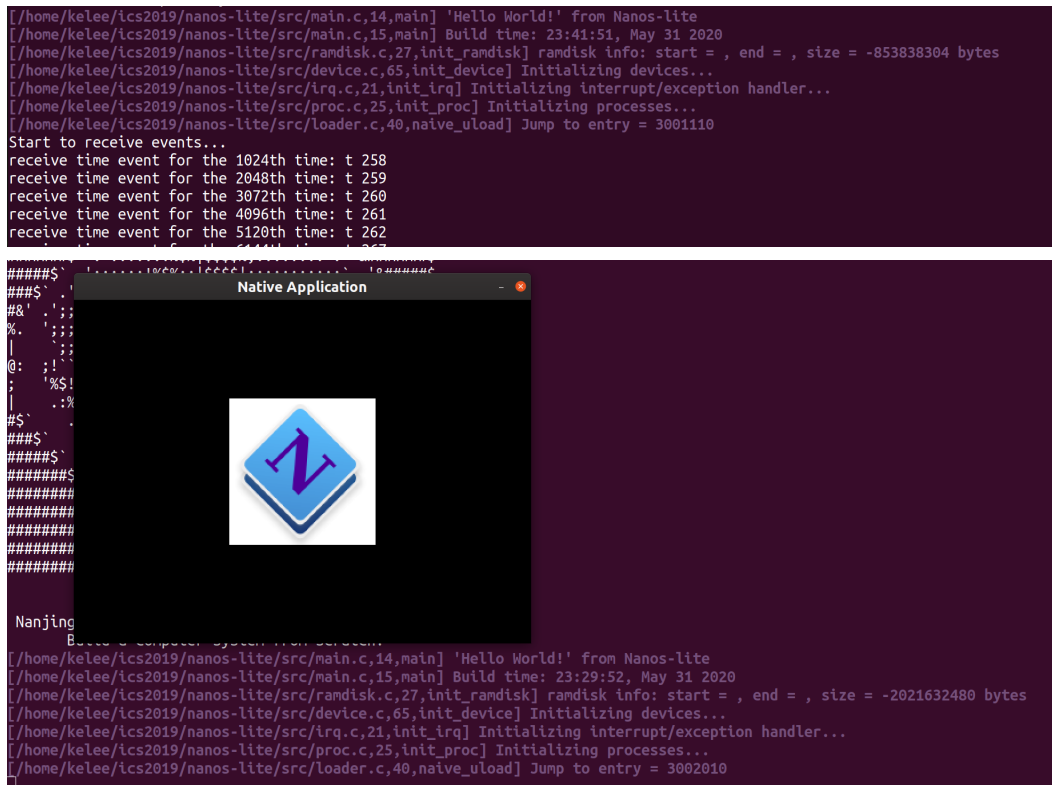 [/home/kelee/ics2019/nanos-lite/src/main.c,14,main] 'Hello World!' from Nanos-lite
[/home/kelee/ics2019/nanos-lite/src/main.c,15,main] Build time: 23:41:51, May 31 2020
[/home/kelee/ics2019/nanos-lite/src/ramdisk.c,27,init_ramdisk] ramdisk info: start = , end = , size = -853838304 bytes
[/home/kelee/ics2019/nanos-lite/src/device.c,65,init_device] Initializing devices...
[/home/kelee/ics2019/nanos-lite/src/irq.c,21,init_irq] Initializing interrupt/exception handler...
[/home/kelee/ics2019/nanos-lite/src/proc.c,25,init_proc] Initializing processes...
[/home/kelee/ics2019/nanos-lite/src/loader.c,40,naive_uload] Jump to entry = 3001110
Start to receive events...
receive time event for the 1024th time: t 258
receive time event for the 2048th time: t 259
receive time event for the 3072th time: t 260
receive time event for the 4096th time: t 261
receive time event for the 5120th time: t 262
#####$`
###$` .'
Native Application
#&' .';;
%. ';;;
| `;;
@: ;!``
; '%$!
| .:%
N
#$` .
###$`
#####$`
#######$
########
########
########
########
########
Nanjing
[/home/kelee/ics2019/nanos-lite/src/main.c,14,main] 'Hello World!' from Nanos-lite
[/home/kelee/ics2019/nanos-lite/src/main.c,15,main] Build time: 23:29:52, May 31 2020
[/home/kelee/ics2019/nanos-lite/src/ramdisk.c,27,init_ramdisk] ramdisk info: start = , end = , size = -2021632480 bytes
[/home/kelee/ics2019/nanos-lite/src/device.c,65,init_device] Initializing devices...
[/home/kelee/ics2019/nanos-lite/src/irq.c,21,init_irq] Initializing interrupt/exception handler...
[/home/kelee/ics2019/nanos-lite/src/proc.c,25,init_proc] Initializing processes...
[/home/kelee/ics2019/nanos-lite/src/loader.c,40,naive_uload] Jump to entry = 3002010